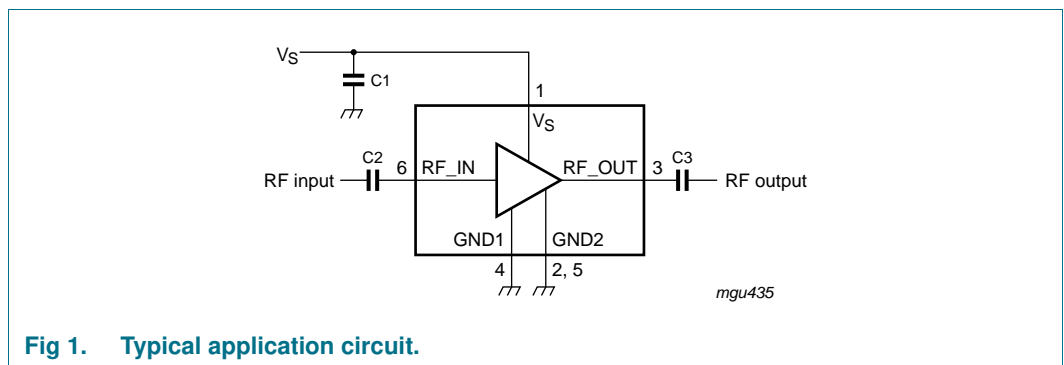 VS
C1
1
VS
C2
6
RF_IN
RF_OUT
3
C3
RF input
RF output
GND1
GND2
4
2, 5
mgu435
Fig 1. Typical application circuit.